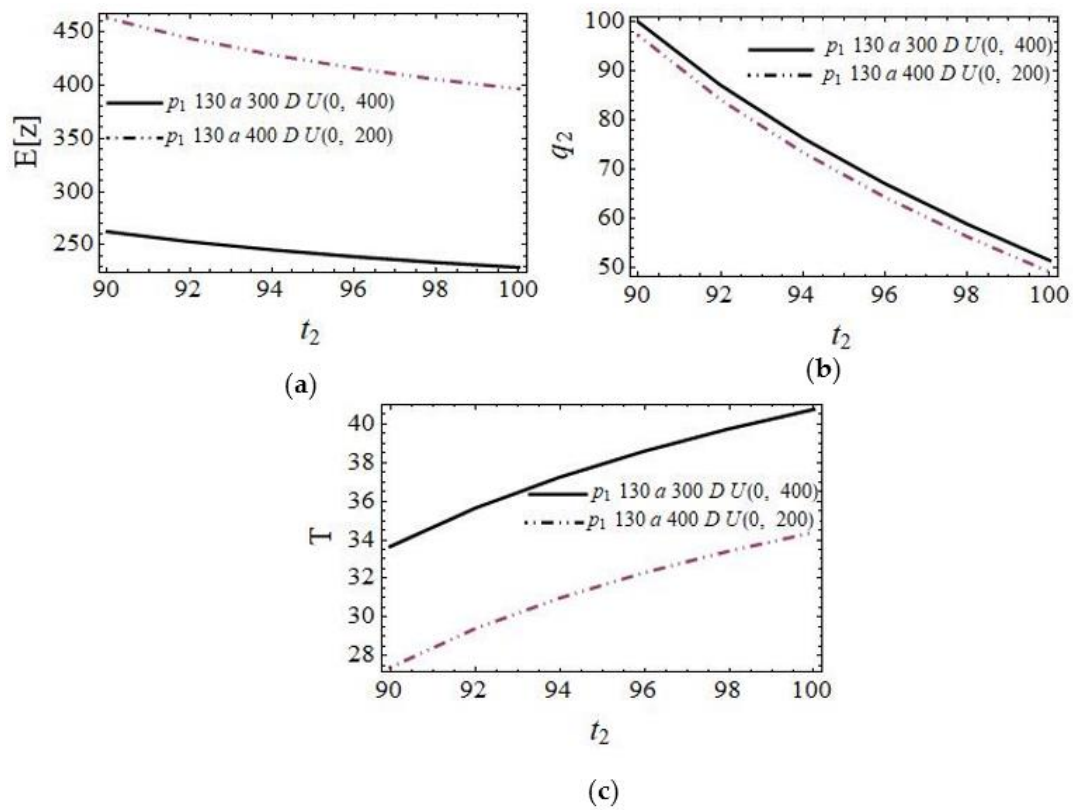 450
400
350
300
250
E[z]
p₁ 130 a 300 D U(0, 400)
p₁ 130 a 400 D U(0, 200)
90 92 94 96 98 100
t₂
(a)
100
90
80
70
60
50
q₂
p₁ 130 a 300 D U(0, 400)
p₁ 130 a 400 D U(0, 200)
90 92 94 96 98 100
t₂
(b)
40
38
36
34
32
30
28
T
p₁ 130 a 300 D U(0, 400)
p₁ 130 a 400 D U(0, 200)
90 92 94 96 98 100
t₂
(c)